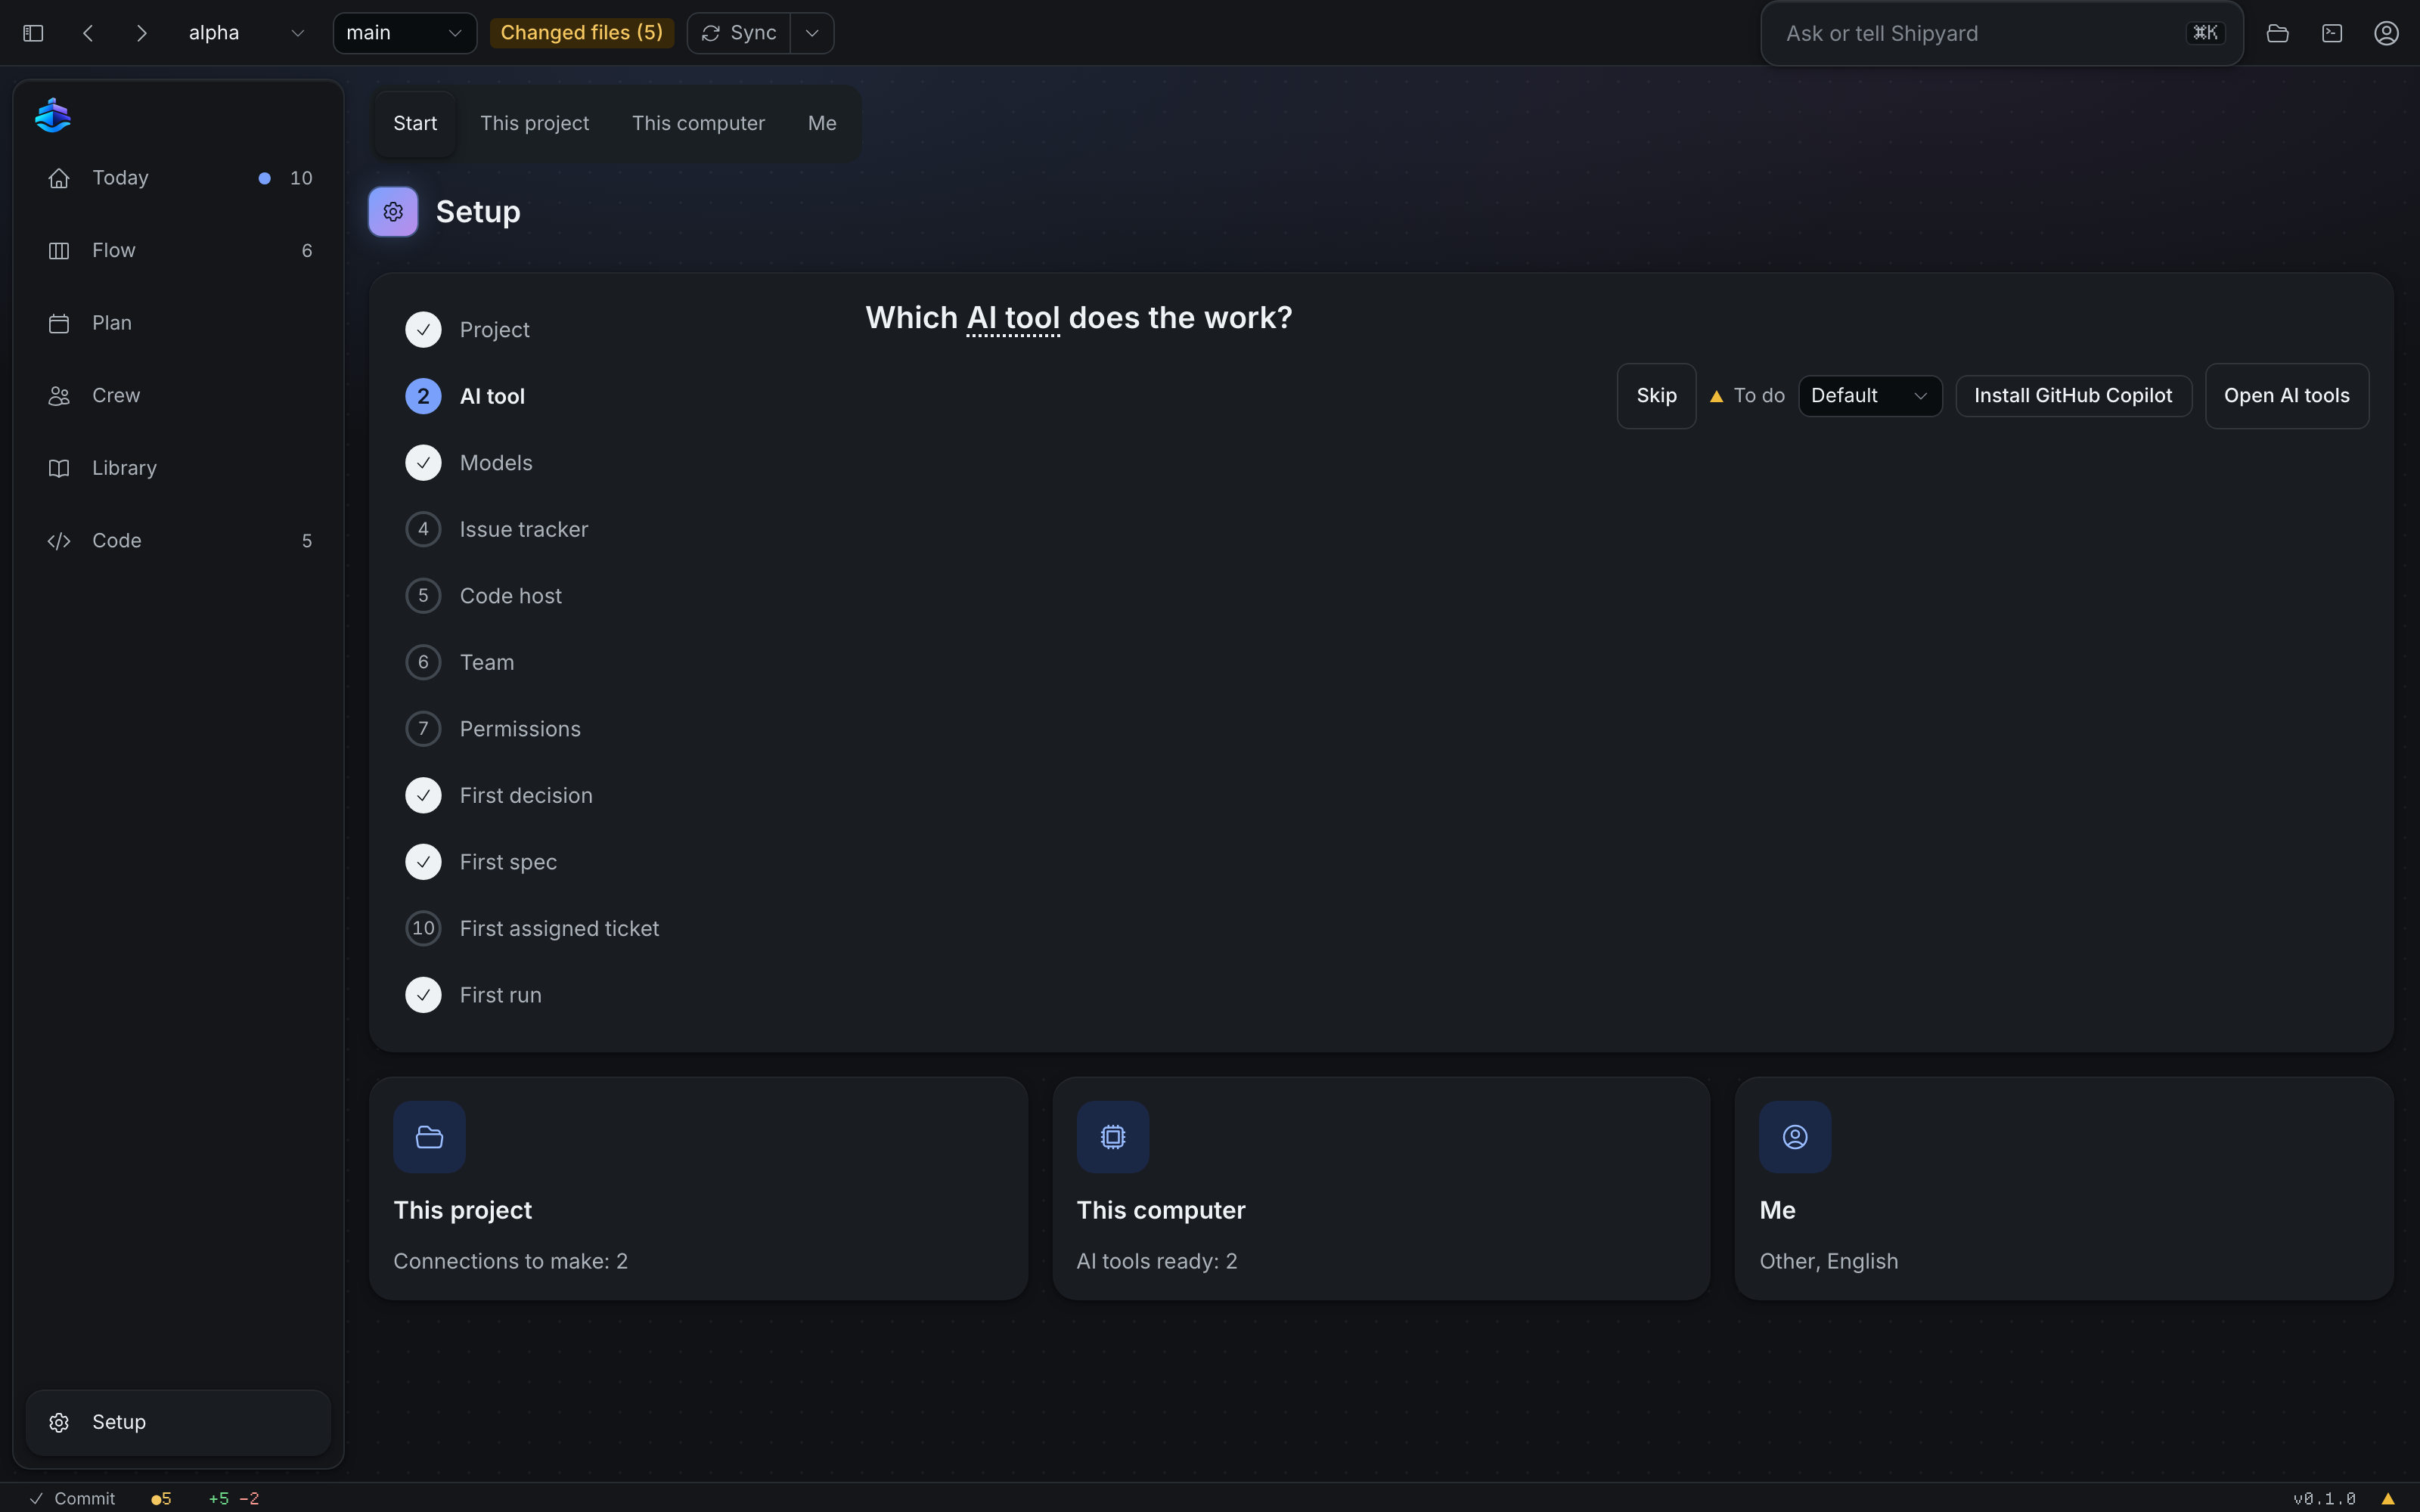 alpha
main
Changed files (5)
Sync
Ask or tell Shipyard
⌘K
Today 10
Flow 6
Plan
Crew
Library
Code 5
Setup
Start
This project
This computer
Me
Setup
Project
2 AI tool
Models
4 Issue tracker
5 Code host
6 Team
7 Permissions
First decision
First spec
10 First assigned ticket
First run
Which AI tool does the work?
Skip
To do
Default
Install GitHub Copilot
Open AI tools
This project
Connections to make: 2
This computer
AI tools ready: 2
Me
Other, English
Commit
5
+5 -2
v0.1.0